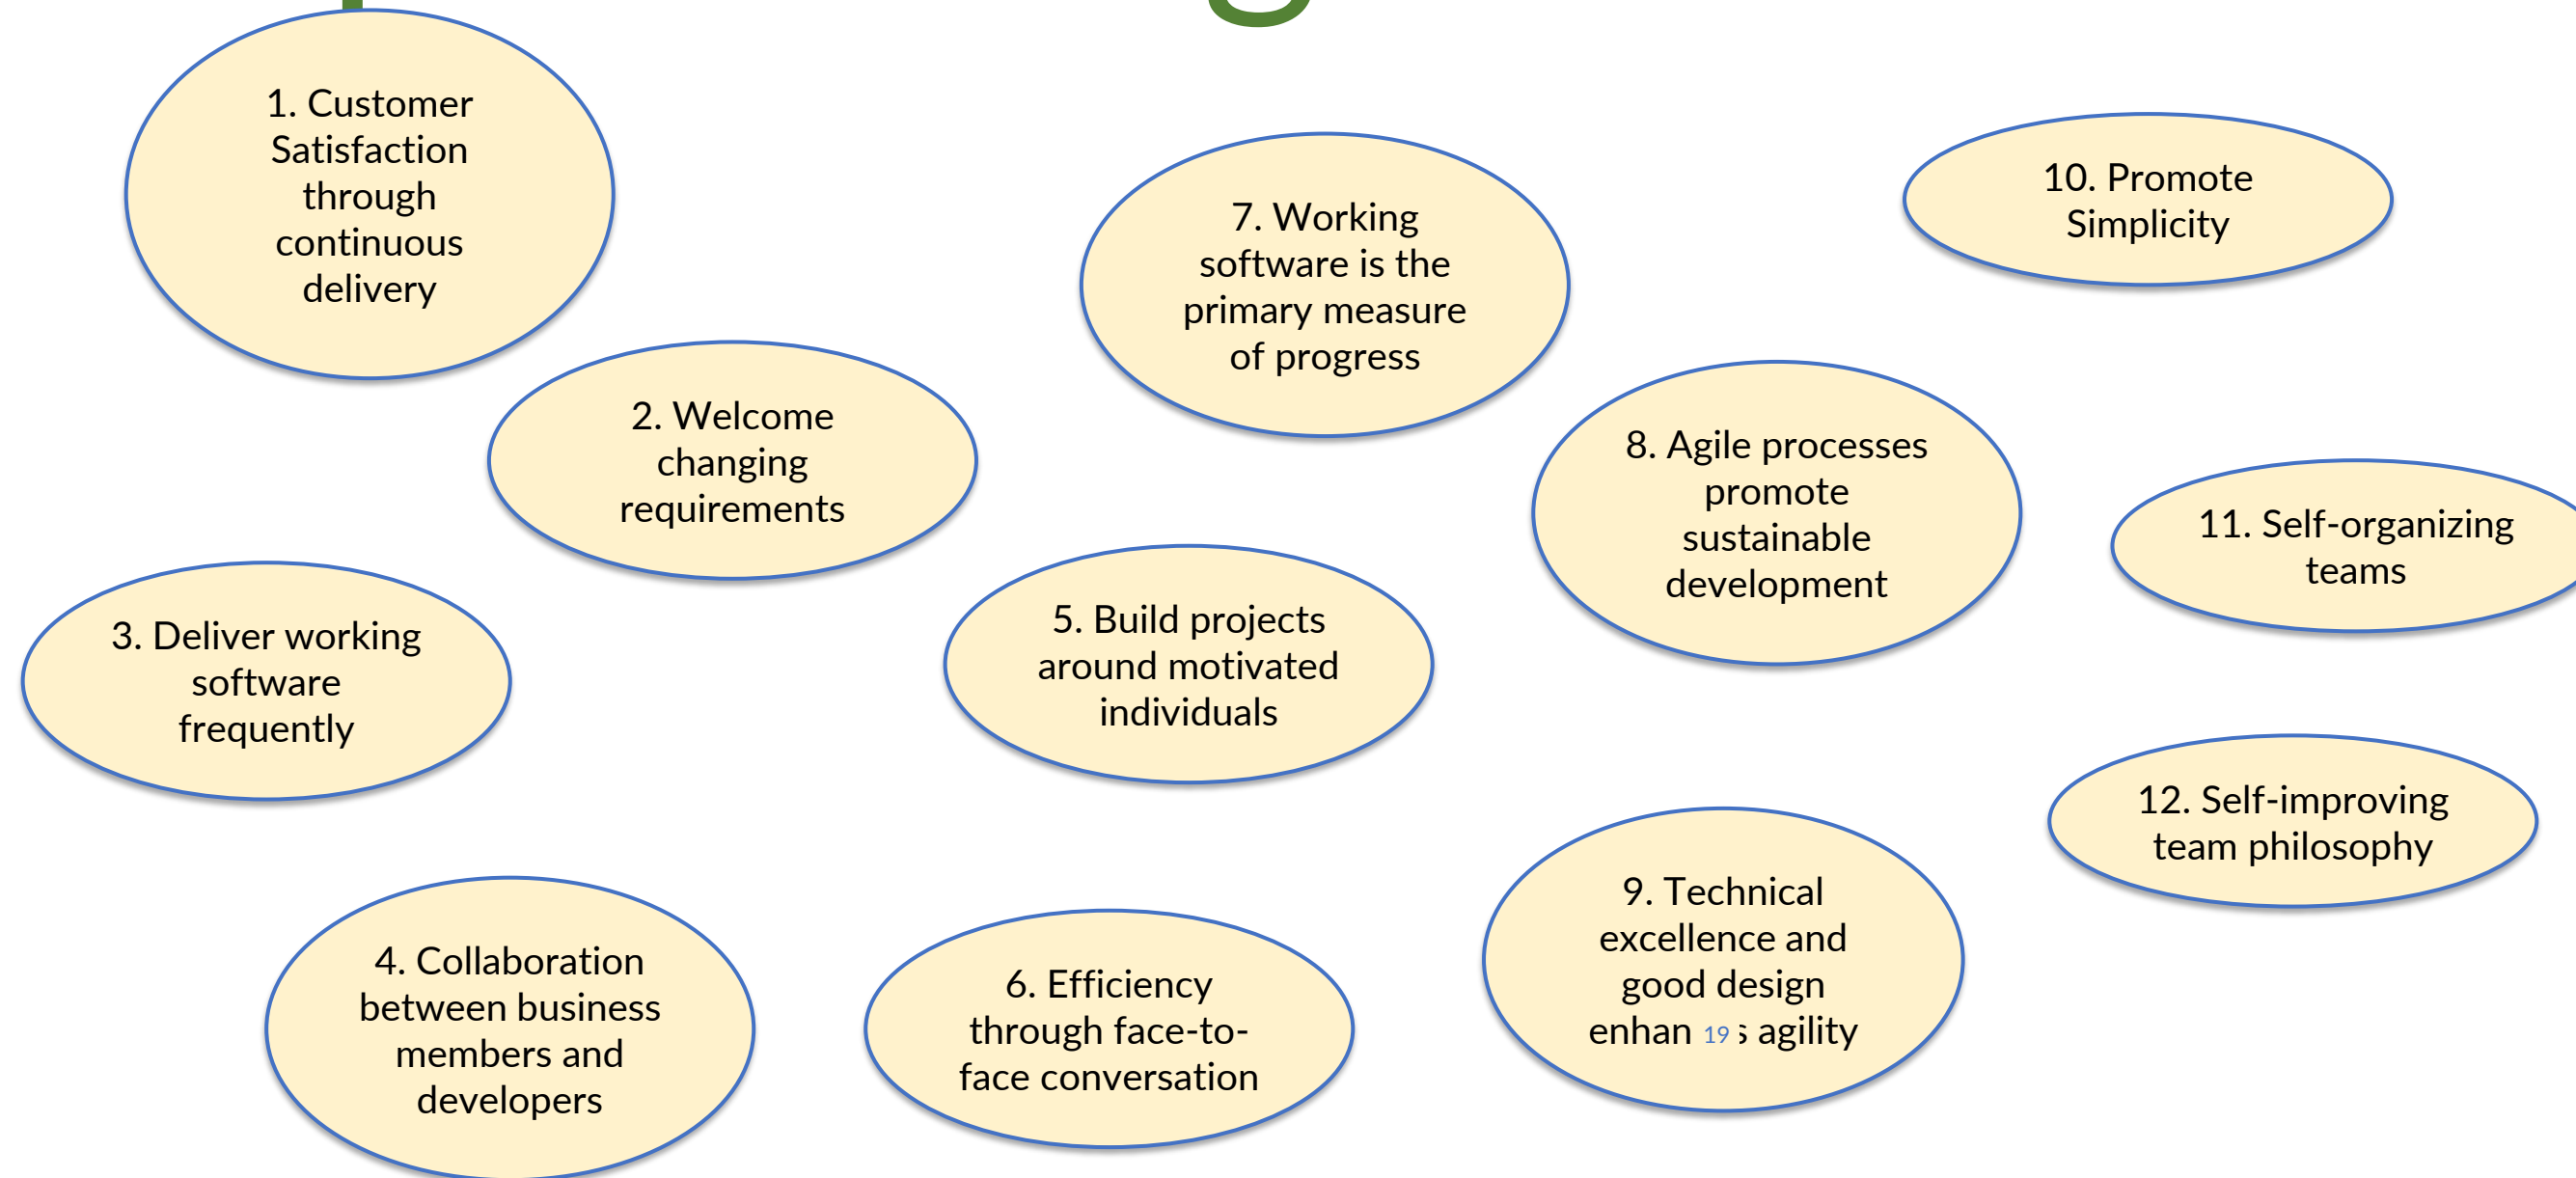 1. Customer
Satisfaction
through
continuous
delivery
2. Welcome
changing
requirements
3. Deliver working
software
frequently
4. Collaboration
between business
members and
developers
5. Build projects
around motivated
individuals
6. Efficiency
through face-to-
face conversation
7. Working
software is the
primary measure
of progress
8. Agile processes
promote
sustainable
development
9. Technical
excellence and
good design
enhan 19 s agility
10. Promote
Simplicity
11. Self-organizing
teams
12. Self-improving
team philosophy